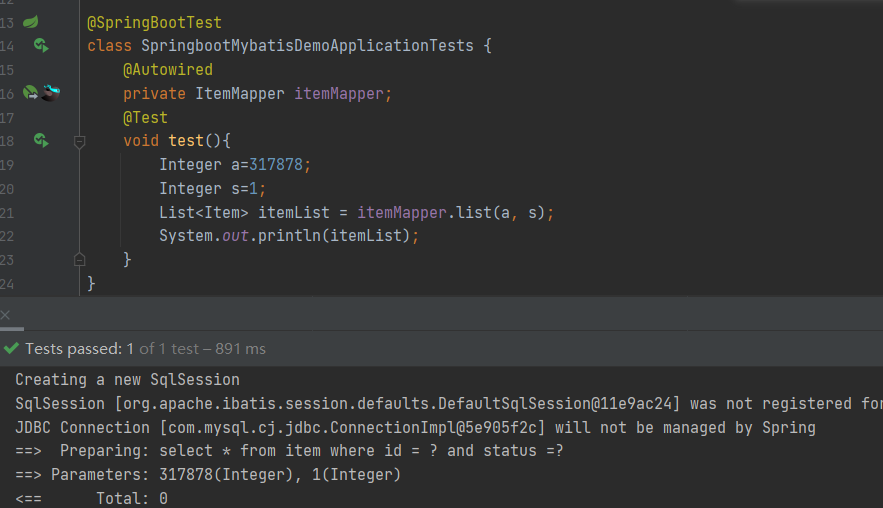 13 @SpringBootTest
14 class SpringbootMybatisDemoApplicationTests {
15 @Autowired
16 private ItemMapper itemMapper;
17 @Test
18 void test(){
19 Integer a=317878;
20 Integer s=1;
21 List<Item> itemList = itemMapper.list(a, s);
22 System.out.println(itemList);
23 }
24 }
Tests passed: 1 of 1 test – 891 ms
Creating a new SqlSession
SqlSession [org.apache.ibatis.session.defaults.DefaultSqlSession@11e9ac24] was not registered for
JDBC Connection [com.mysql.cj.jdbc.ConnectionImpl@5e905f2c] will not be managed by Spring
==>  Preparing: select * from item where id = ? and status =?
==> Parameters: 317878(Integer), 1(Integer)
<==      Total: 0